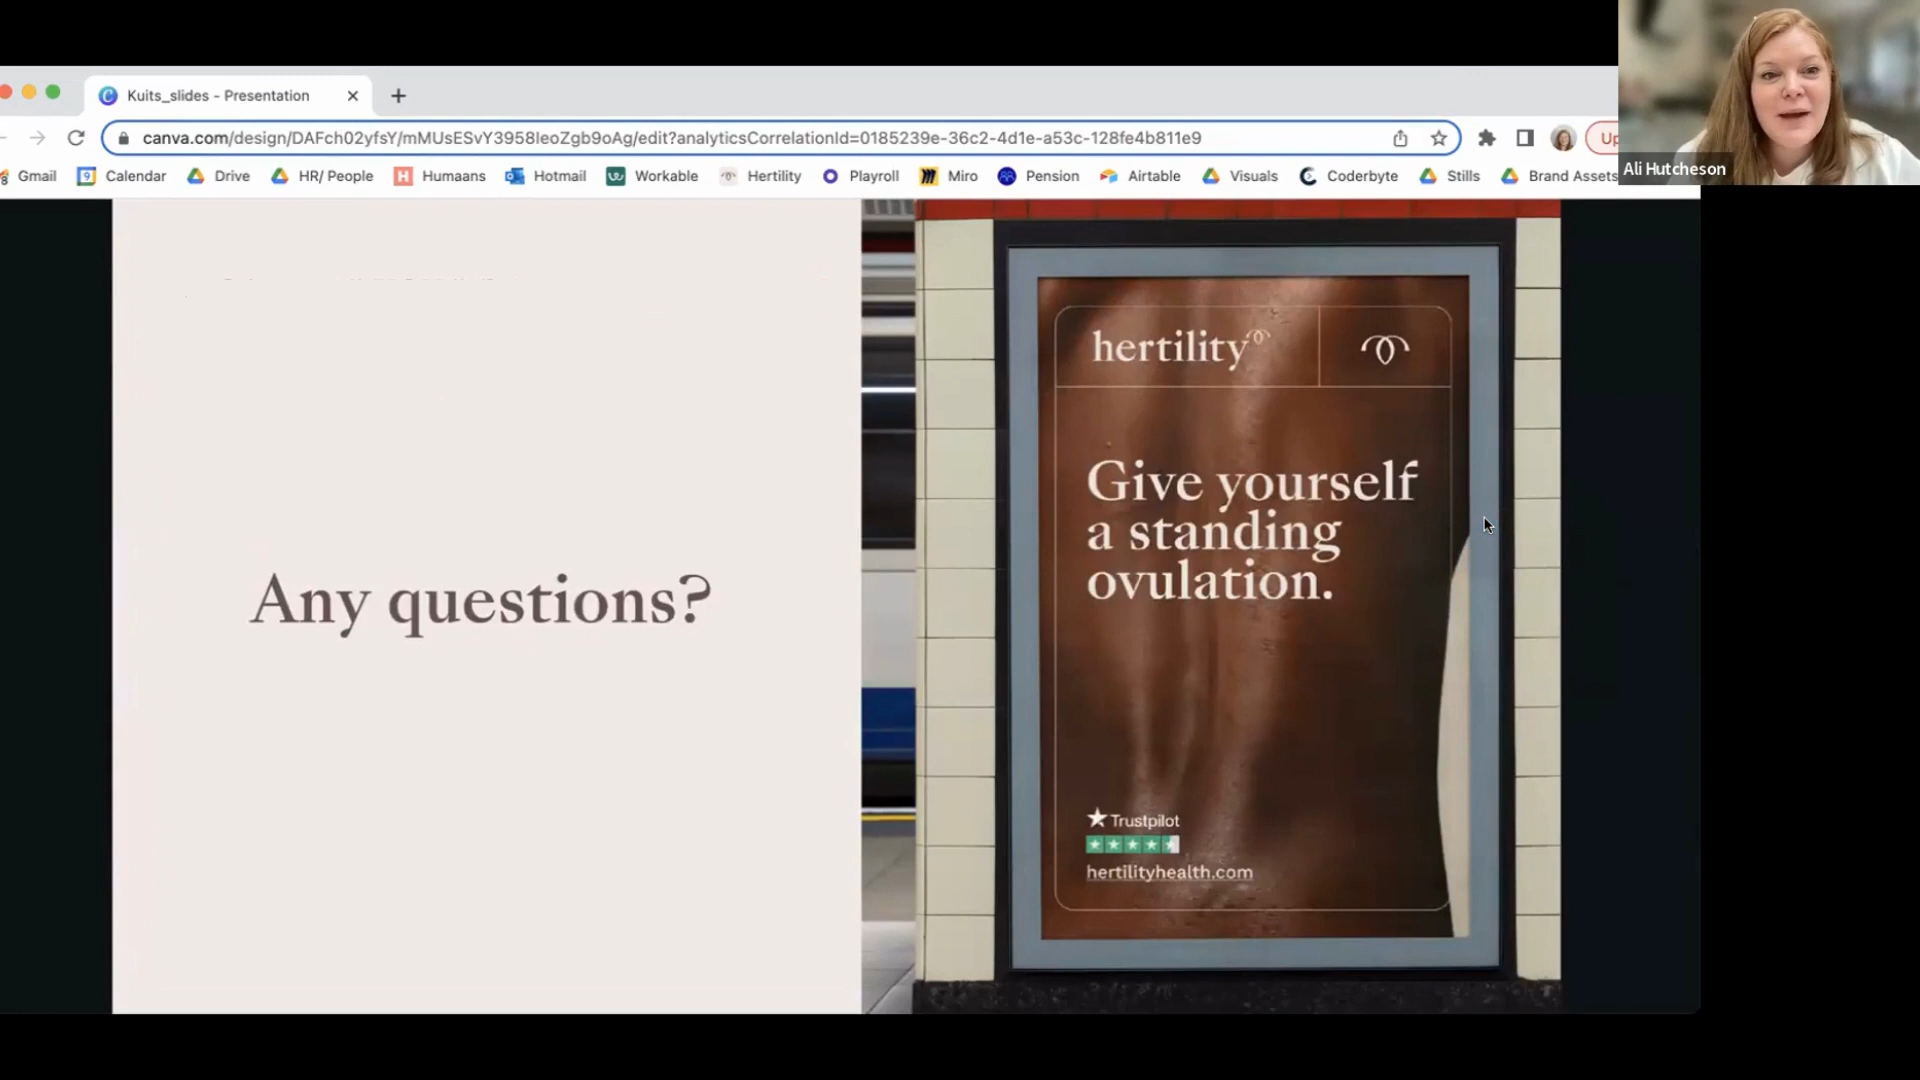 Kuits_slides - Presentation
canva.com/design/DAFch02yfsY/mMUsESvY3958leoZgb9oAg/edit?analyticsCorrelationId=0185239e-36c2-4d1e-a53c-128fe4b811e9
Up
Gmail Calendar Drive HR/ People Humaans Hotmail Workable Hertility Payroll Miro Pension Airtable Visuals Coderbyte Stills Brand Assets
Ali Hutcheson
Any questions?
hertility
Give yourself
a standing
ovulation.
Trustpilot
hertilityhealth.com